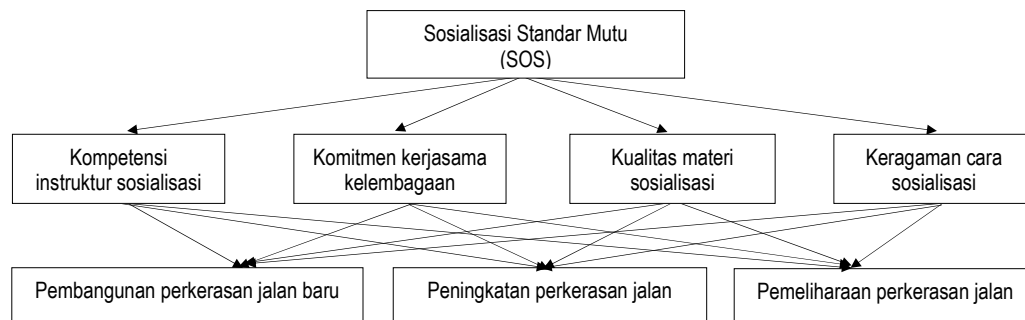 Sosialisasi Standar Mutu
(SOS)
Kompetensi
instruktur sosialisasi
Komitmen kerjasama
kelembagaan
Kualitas materi
sosialisasi
Keragaman cara
sosialisasi
Pembangunan perkerasan jalan baru
Peningkatan perkerasan jalan
Pemeliharaan perkerasan jalan